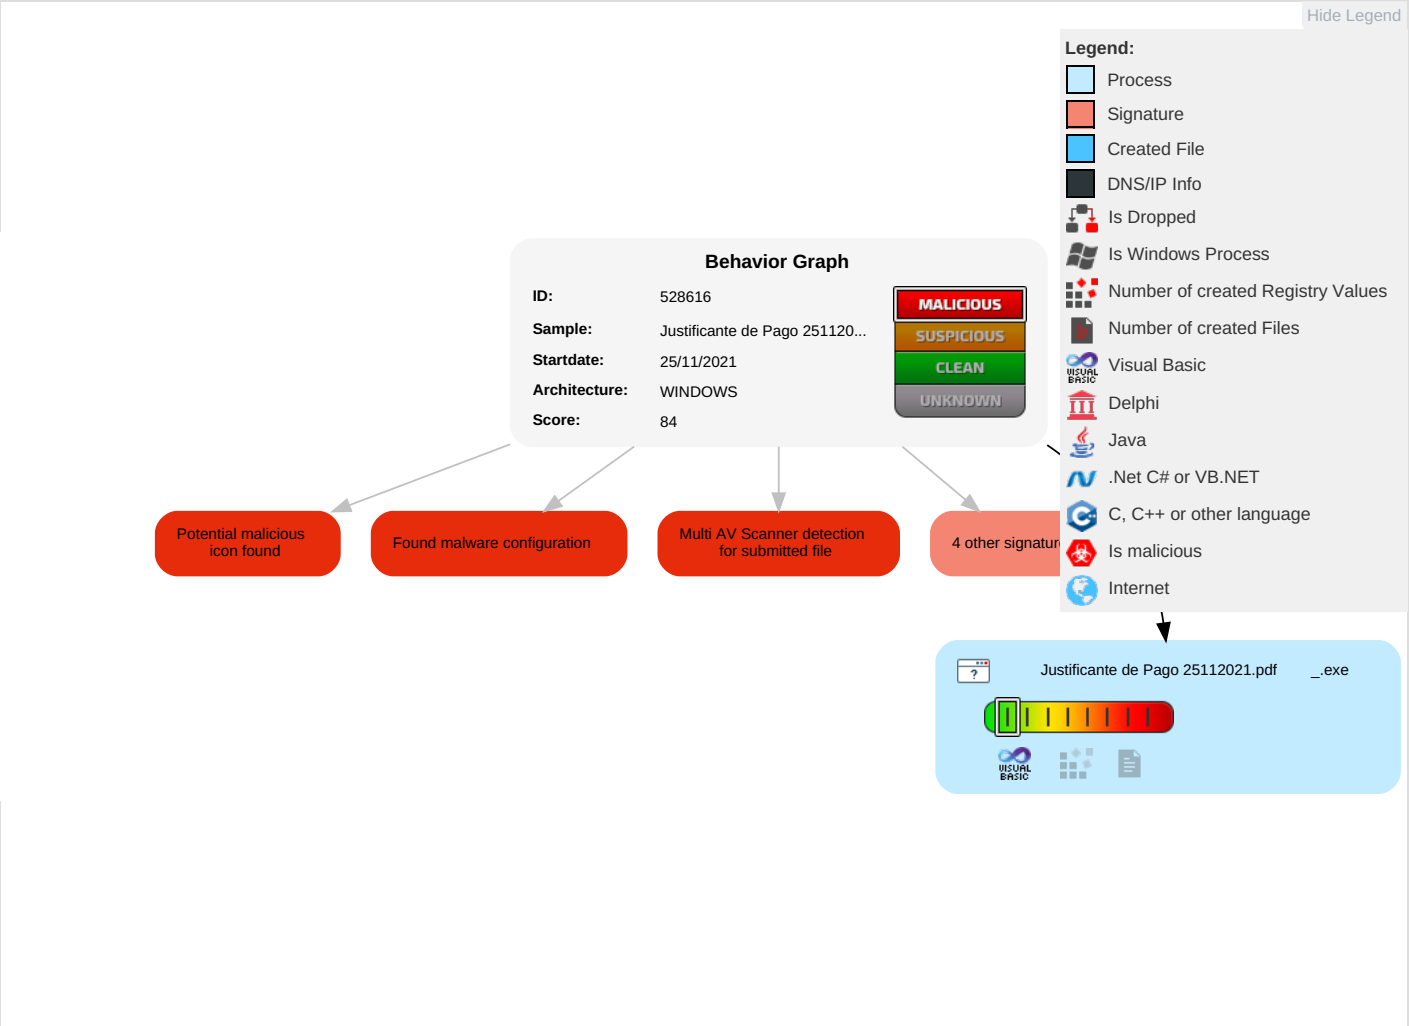 Hide Legend
Legend:
Process
Signature
Created File
DNS/IP Info
Is Dropped
Is Windows Process
Number of created Registry Values
Number of created Files
VISUAL
BASIC
Visual Basic
Delphi
Java
.Net C# or VB.NET
C, C++ or other language
Is malicious
Internet
Behavior Graph
ID: 528616
Sample: Justificante de Pago 251120...
Startdate: 25/11/2021
Architecture: WINDOWS
Score: 84
MALICIOUS
SUSPICIOUS
CLEAN
UNKNOWN
Potential malicious
icon found
Found malware configuration
Multi AV Scanner detection
for submitted file
4 other signatur
?
Justificante de Pago 25112021.pdf _.exe
VISUAL
BASIC